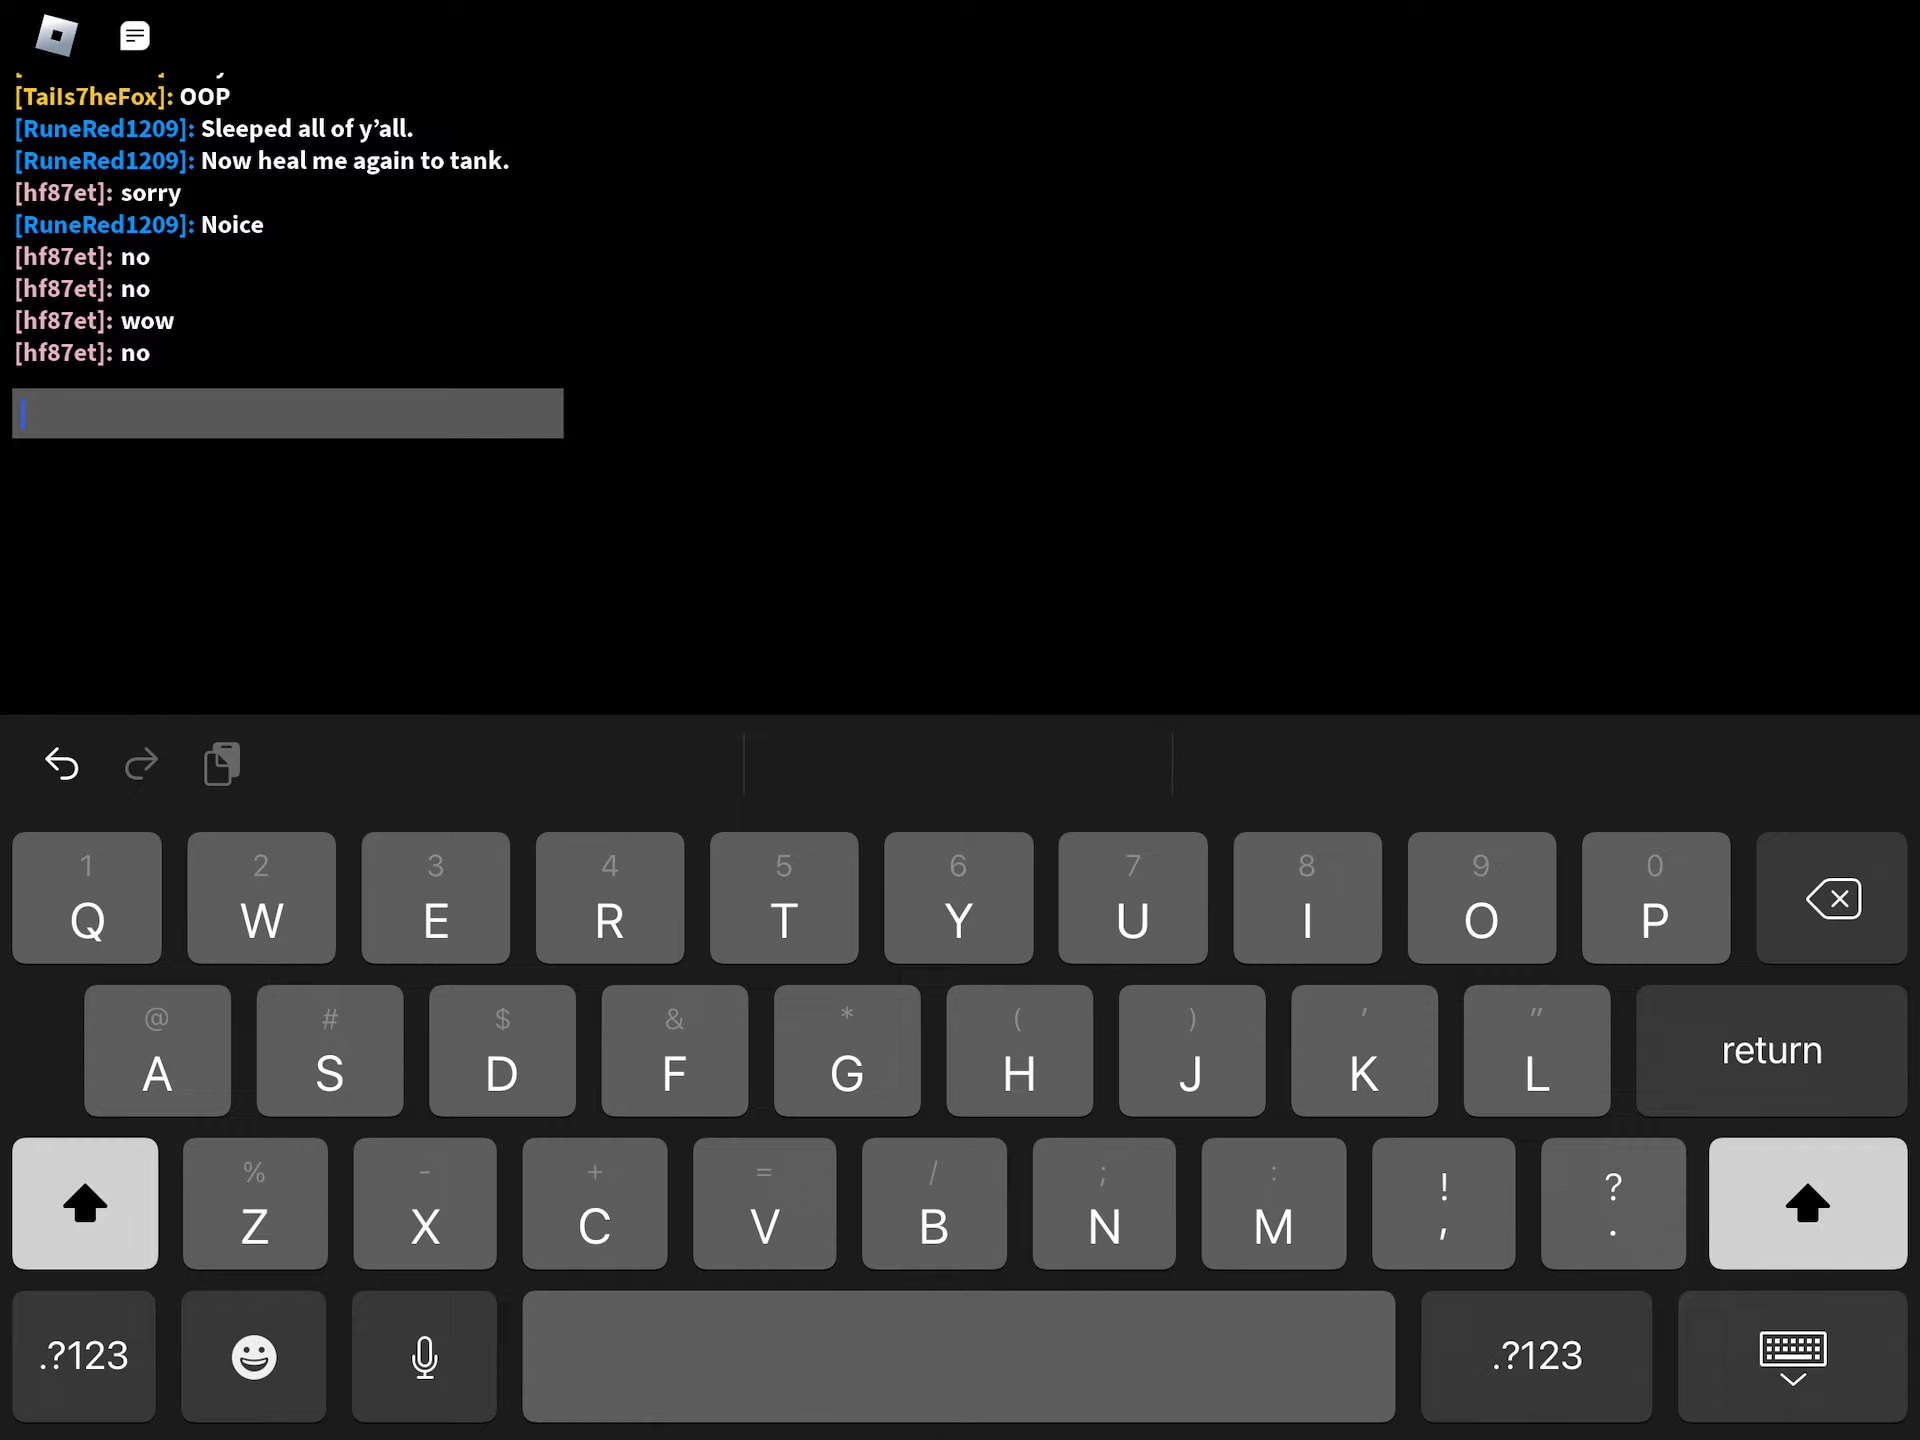 [TaiIs7heFox]: OOP
[RuneRed1209]: Sleeped all of y’all.
[RuneRed1209]: Now heal me again to tank.
[hf87et]: sorry
[RuneRed1209]: Noice
[hf87et]: no
[hf87et]: no
[hf87et]: wow
[hf87et]: no
1 2 3 4 5 6 7 8 9 0
Q W E R T Y U I O P
@ # $ & * ( ) ' "
A S D F G H J K L return
% - + = / ; : ! ?
Z X C V B N M , .
.?123 .?123